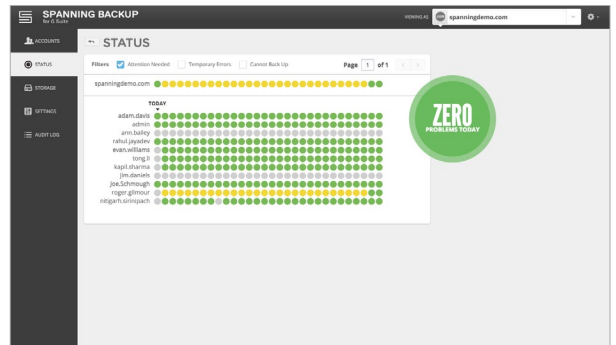 SPANNING BACKUP
for G Suite
VIEWING AS
spanningdemo.com
ACCOUNTS
STATUS
STORAGE
SETTINGS
AUDIT LOG
STATUS
Filters Attention Needed Temporary Errors Cannot Back Up Page 1 of 1
spanningdemo.com
TODAY
adam.davis
admin
ann.bailey
rahul.jayadev
evan.williams
tong.li
kapil.sharma
jim.daniels
Joe.Schmough
roger.gilmour
nitigarh.sirinipach
ZERO
PROBLEMS TODAY